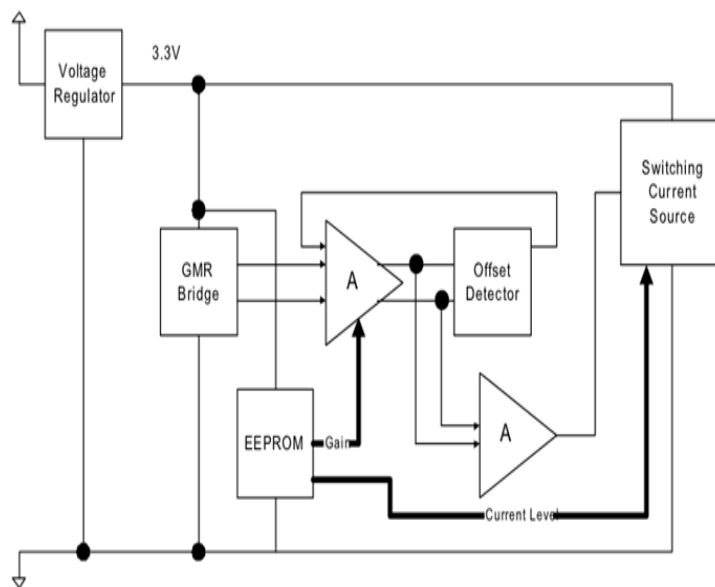 3.3V
Voltage
Regulator
Switching
Current
Source
GMR
Bridge
A
Offset
Detector
EEPROM
Gain
A
Current Level